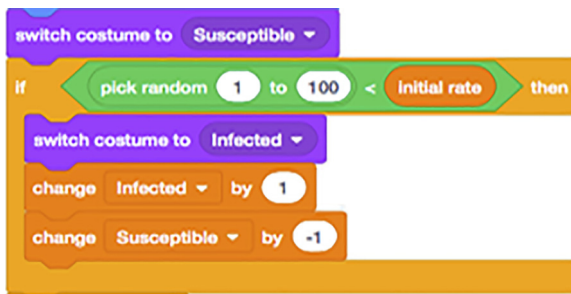 switch costume to Susceptible
if pick random 1 to 100 < initial rate then
switch costume to Infected
change Infected by 1
change Susceptible by -1